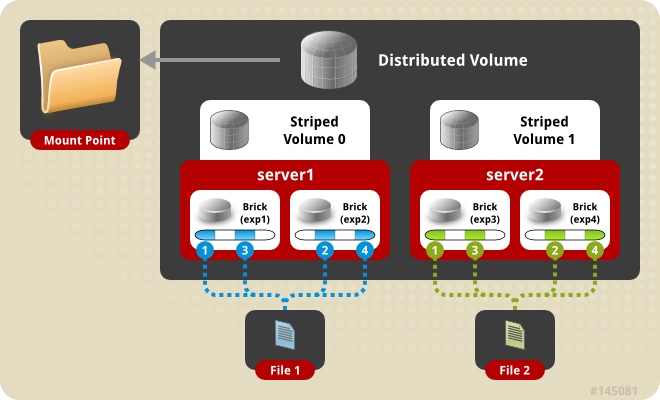 Distributed Volume
Mount Point
Striped
Volume 0
Striped
Volume 1
server1
server2
Brick
(exp1)
Brick
(exp2)
Brick
(exp3)
Brick
(exp4)
1
3
2
4
1
3
2
4
File 1
File 2
#145081